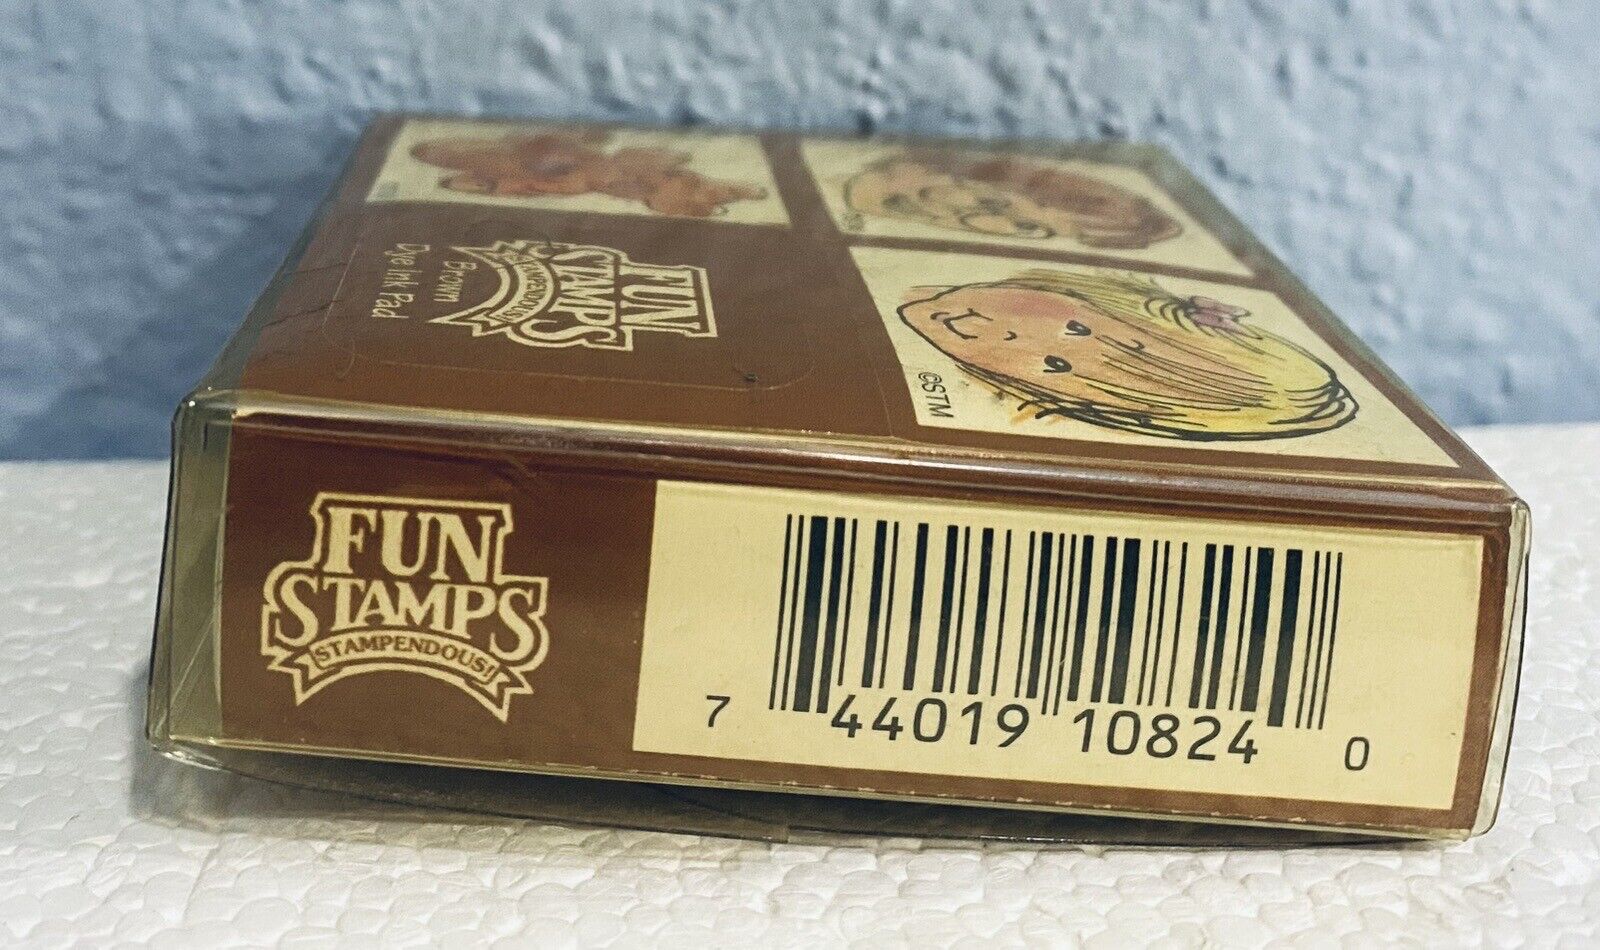 FUN
STAMPS
STAMPENDOUS!
Brown
Dye Ink Pad
©STM
FUN
STAMPS
STAMPENDOUS!
7 44019 10824 0